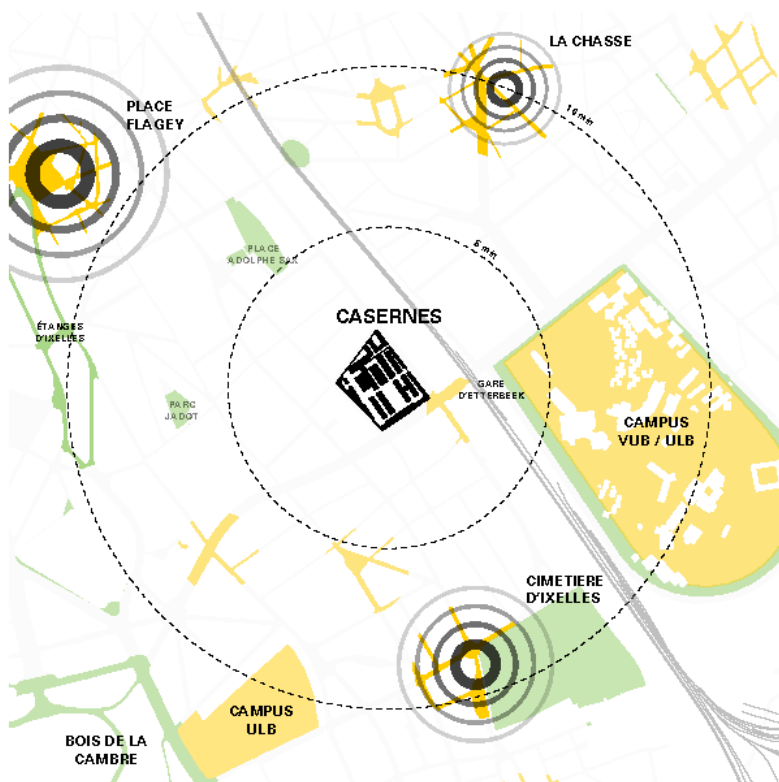 LA CHASSE
PLACE
FLAGEY
10 min
PLACE
ADOLPHE SAX
5 min
CASERNES
ÉTANGES
D'IXELLES
PARC
JADOT
GARE
D'ETTERBEEK
CAMPUS
VUB / ULB
CIMETIERE
D'IXELLES
CAMPUS
ULB
BOIS DE LA
CAMBRE